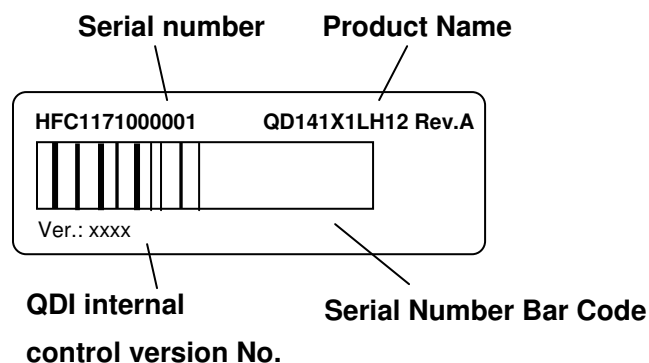 Serial number Product Name
HFC1171000001 QD141X1LH12 Rev.A
Ver.: xxxx
QDI internal
control version No.
Serial Number Bar Code